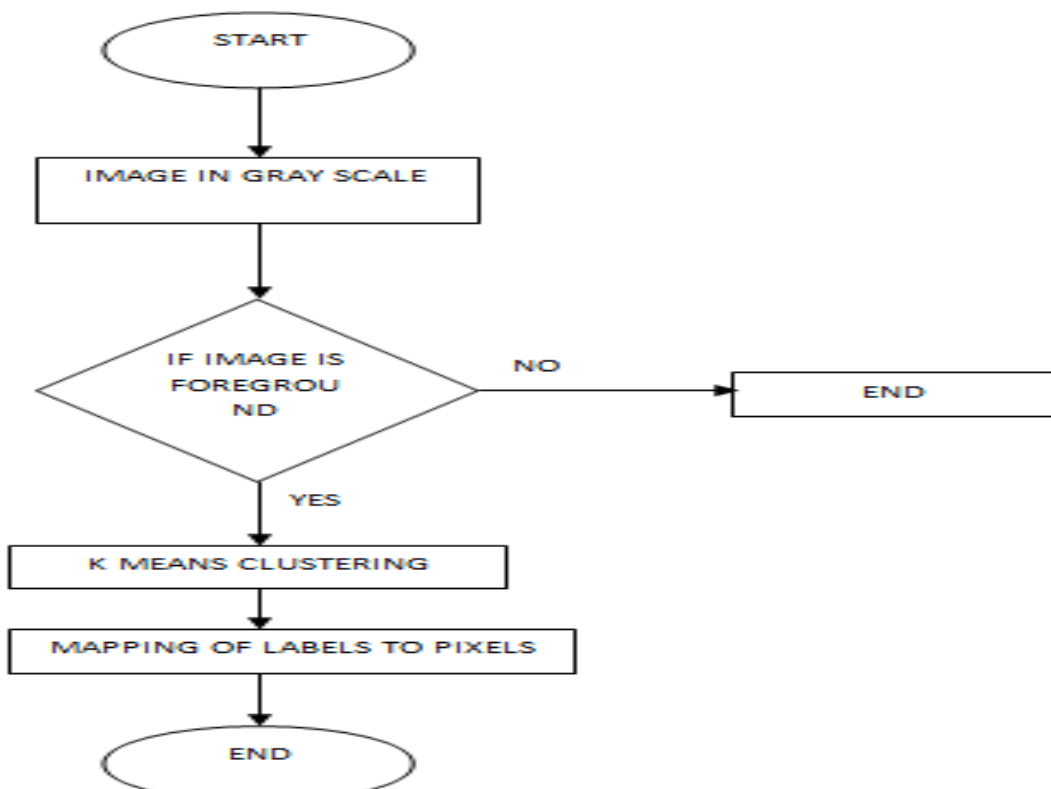 START
IMAGE IN GRAY SCALE
IF IMAGE IS
FOREGROU
ND
NO
END
YES
K MEANS CLUSTERING
MAPPING OF LABELS TO PIXELS
END